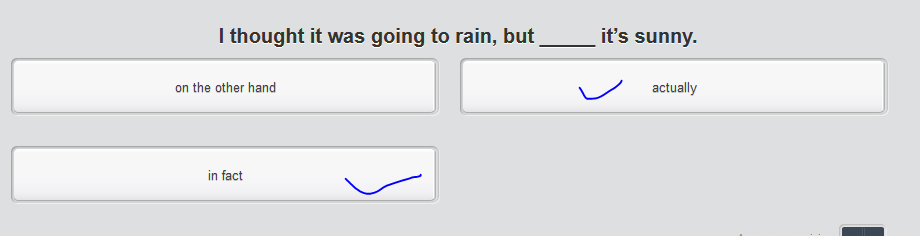 I thought it was going to rain, but _____ it’s sunny.
on the other hand
actually
in fact